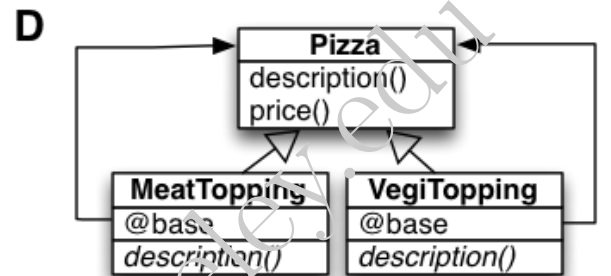 D
Pizza
description()
price()
MeatTopping
@base
description()
VegiTopping
@base
description()